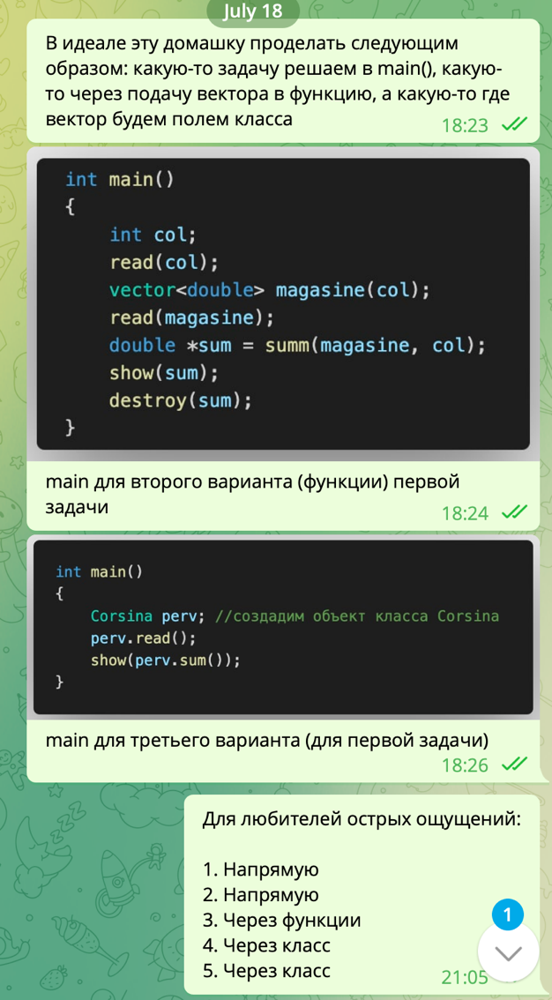 July 18
В идеале эту домашку проделать следующим
образом: какую-то задачу решаем в main(), какую-
то через подачу вектора в функцию, а какую-то где
вектор будем полем класса
18:23
int main()
{
    int col;
    read(col);
    vector<double> magasine(col);
    read(magasine);
    double *sum = summ(magasine, col);
    show(sum);
    destroy(sum);
}
main для второго варианта (функции) первой
задачи
18:24
int main()
{
    Corsina perv; //создадим объект класса Corsina
    perv.read();
    show(perv.sum());
}
main для третьего варианта (для первой задачи)
18:26
Для любителей острых ощущений:
1. Напрямую
2. Напрямую
3. Через функции
4. Через класс
5. Через класс
1
21:05